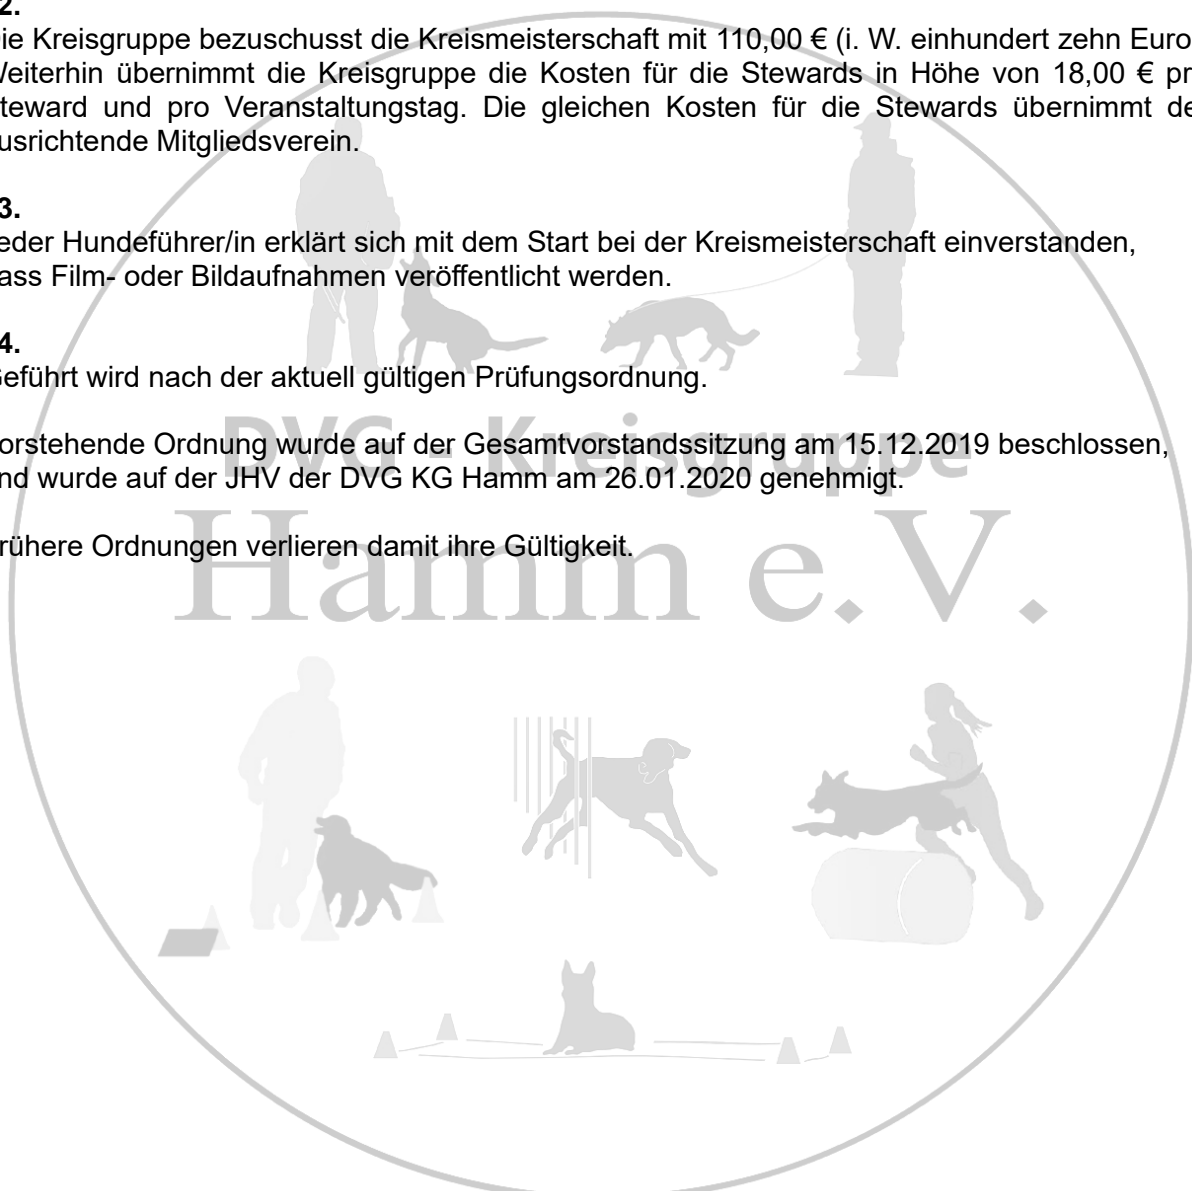 2.
ie Kreisgruppe bezuschusst die Kreismeisterschaft mit 110,00 € (i. W. einhundert zehn Euro
Weiterhin übernimmt die Kreisgruppe die Kosten für die Stewards in Höhe von 18,00 € pr
teward und pro Veranstaltungstag. Die gleichen Kosten für die Stewards übernimmt de
usrichtende Mitgliedsverein.
3.
eder Hundeführer/in erklärt sich mit dem Start bei der Kreismeisterschaft einverstanden,
ass Film- oder Bildaufnahmen veröffentlicht werden.
4.
Geführt wird nach der aktuell gültigen Prüfungsordnung.
DVG - Kreisgruppe
orstehende Ordnung wurde auf der Gesamtvorstandssitzung am 15.12.2019 beschlossen,
nd wurde auf der JHV der DVG KG Hamm am 26.01.2020 genehmigt.
Hamm e.V.
rühere Ordnungen verlieren damit ihre Gültigkeit.